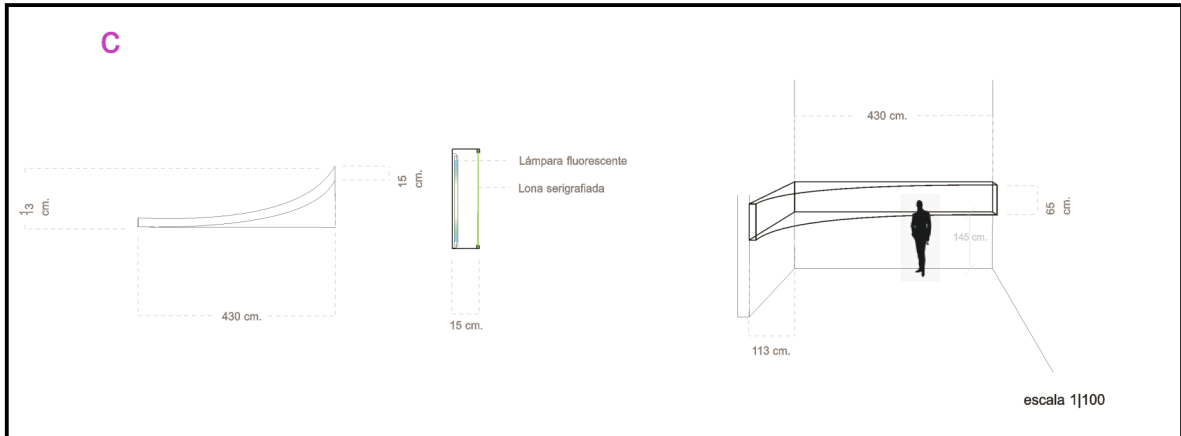 C
430 cm.
Lámpara fluorescente
15
cm.
Lona serigrafiada
13
cm.
65
cm.
145 cm.
430 cm.
15 cm.
113 cm.
escala 1|100